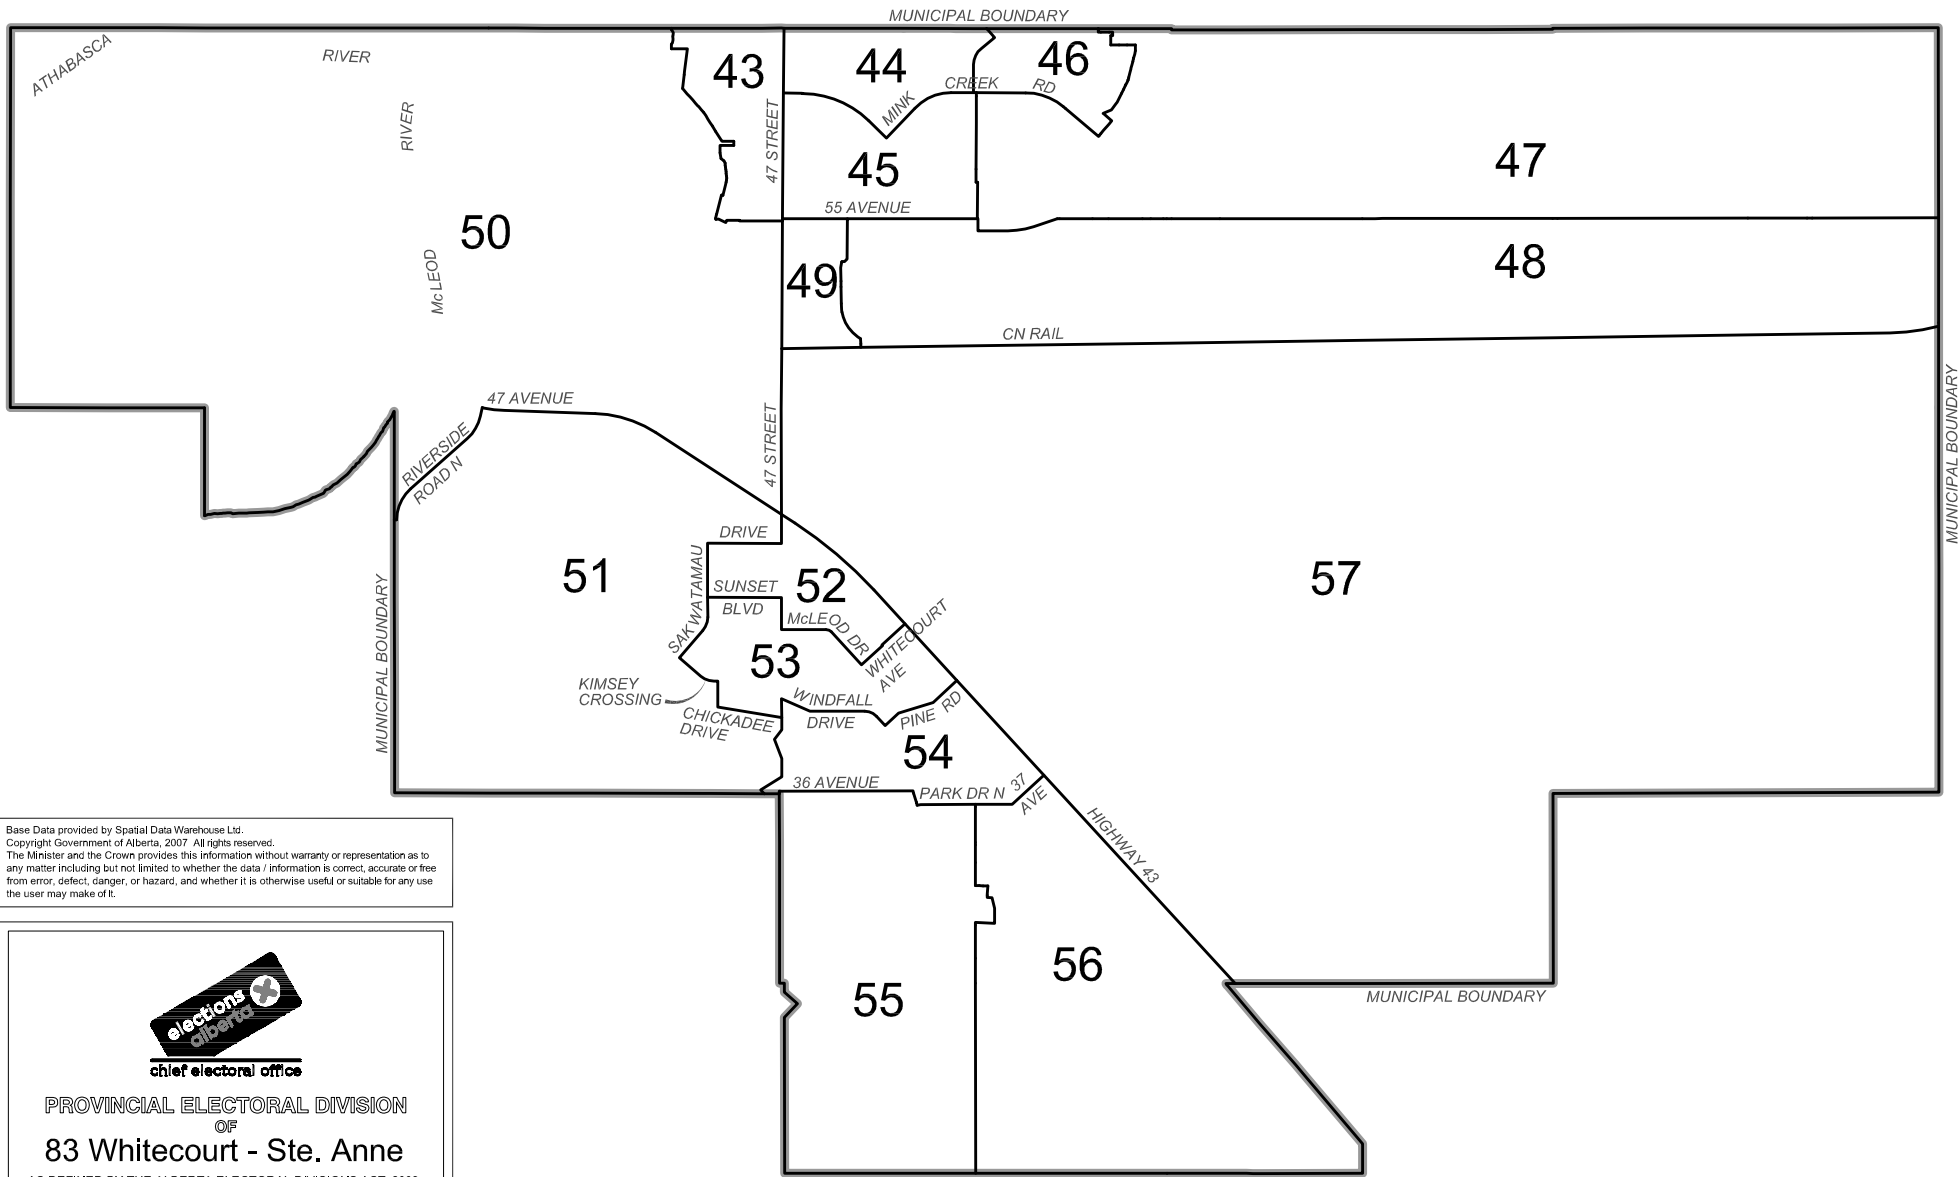 MUNICIPAL BOUNDARY
ATHABASCA
RIVER
RIVER
McLEOD
43
44
46
MINK
CREEK
RD
47 STREET
45
47
55 AVENUE
50
49
48
CN RAIL
MUNICIPAL BOUNDARY
47 AVENUE
RIVERSIDE
ROAD N
47 STREET
DRIVE
51
SAKWATAMAU
SUNSET
BLVD
52
McLEOD DR
WHITECOURT
AVE
57
MUNICIPAL BOUNDARY
53
KIMSEY
CROSSING
CHICKADEE
DRIVE
WINDFALL
DRIVE
PINE RD
54
36 AVENUE
PARK DR N
37
AVE
HIGHWAY 43
55
56
MUNICIPAL BOUNDARY
Base Data provided by Spatial Data Warehouse Ltd.
Copyright Government of Alberta, 2007 All rights reserved.
The Minister and the Crown provides this information without warranty or representation as to
any matter including but not limited to whether the data / information is correct, accurate or free
from error, defect, danger, or hazard, and whether it is otherwise useful or suitable for any use
the user may make of it.
elections
alberta
chief electoral office
PROVINCIAL ELECTORAL DIVISION
OF
83 Whitecourt - Ste. Anne